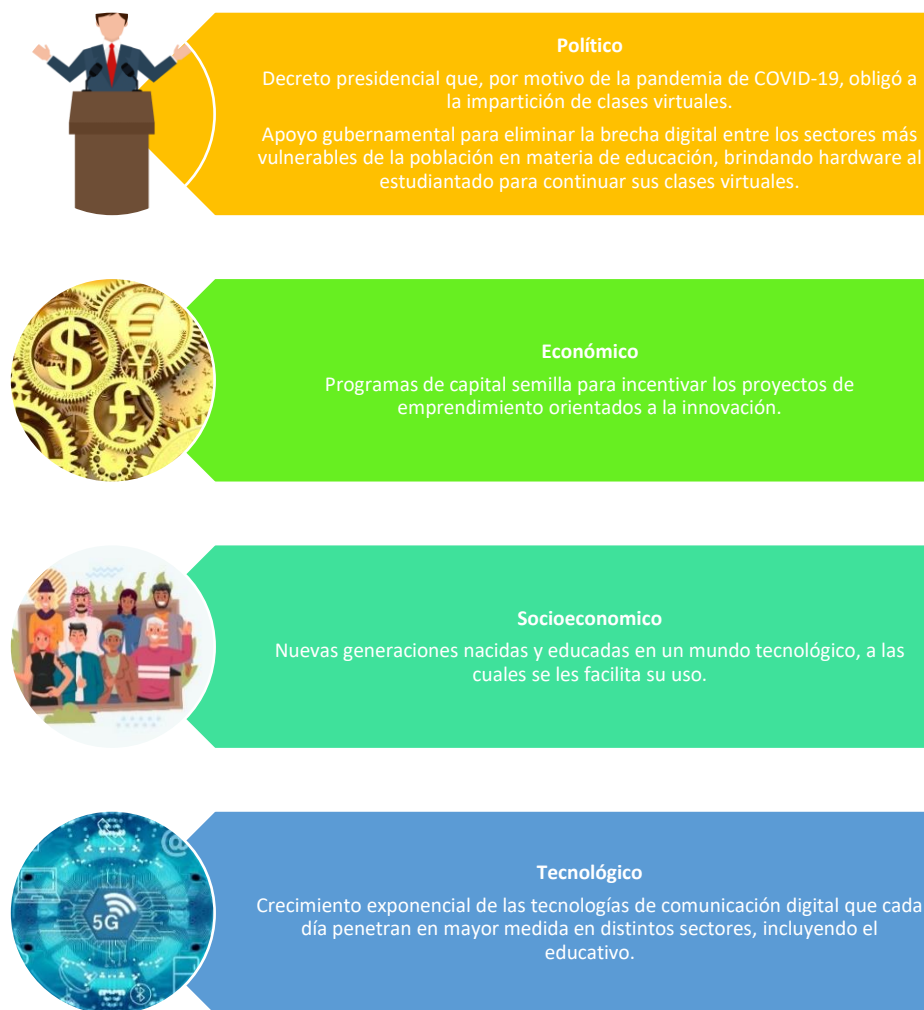 Político
Decreto presidencial que, por motivo de la pandemia de COVID-19, obligó a
la impartición de clases virtuales.
Apoyo gubernamental para eliminar la brecha digital entre los sectores más
vulnerables de la población en materia de educación, brindando hardware al
estudiantado para continuar sus clases virtuales.
$ € ¥ £
Económico
Programas de capital semilla para incentivar los proyectos de
emprendimiento orientados a la innovación.
Socioeconomico
Nuevas generaciones nacidas y educadas en un mundo tecnológico, a las
cuales se les facilita su uso.
@
5G
Tecnológico
Crecimiento exponencial de las tecnologías de comunicación digital que cada
día penetran en mayor medida en distintos sectores, incluyendo el
educativo.